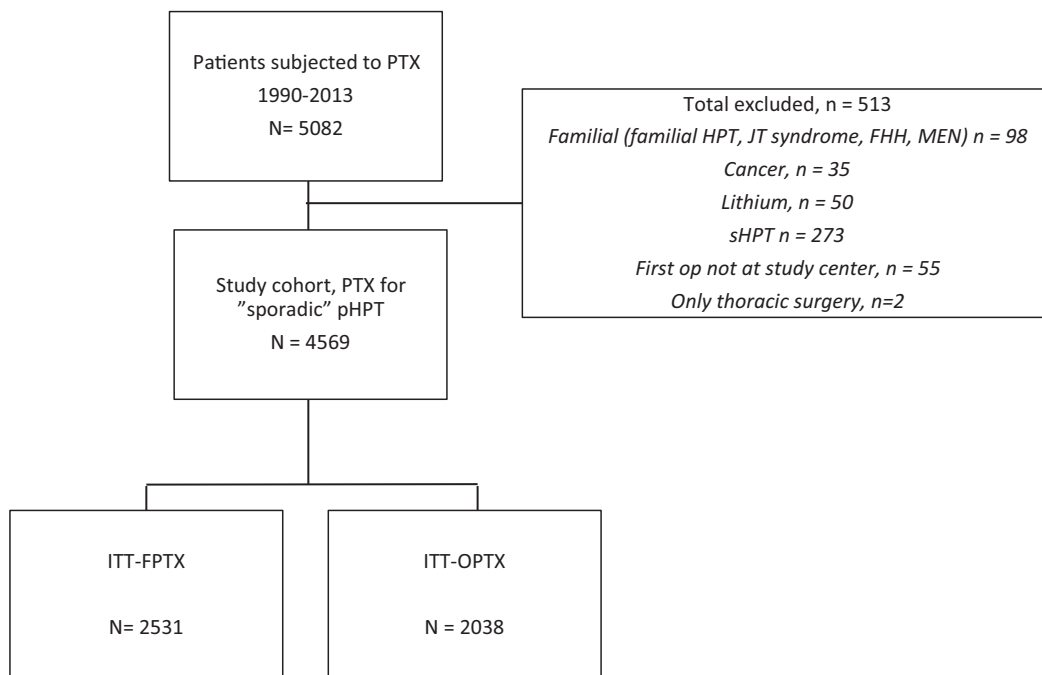 Patients subjected to PTX
1990-2013
N= 5082
Total excluded, n = 513
Familial (familial HPT, JT syndrome, FHH, MEN) n = 98
Cancer, n = 35
Lithium, n = 50
sHPT n = 273
First op not at study center, n = 55
Only thoracic surgery, n=2
Study cohort, PTX for
”sporadic” pHPT
N = 4569
ITT-FPTX
N= 2531
ITT-OPTX
N = 2038